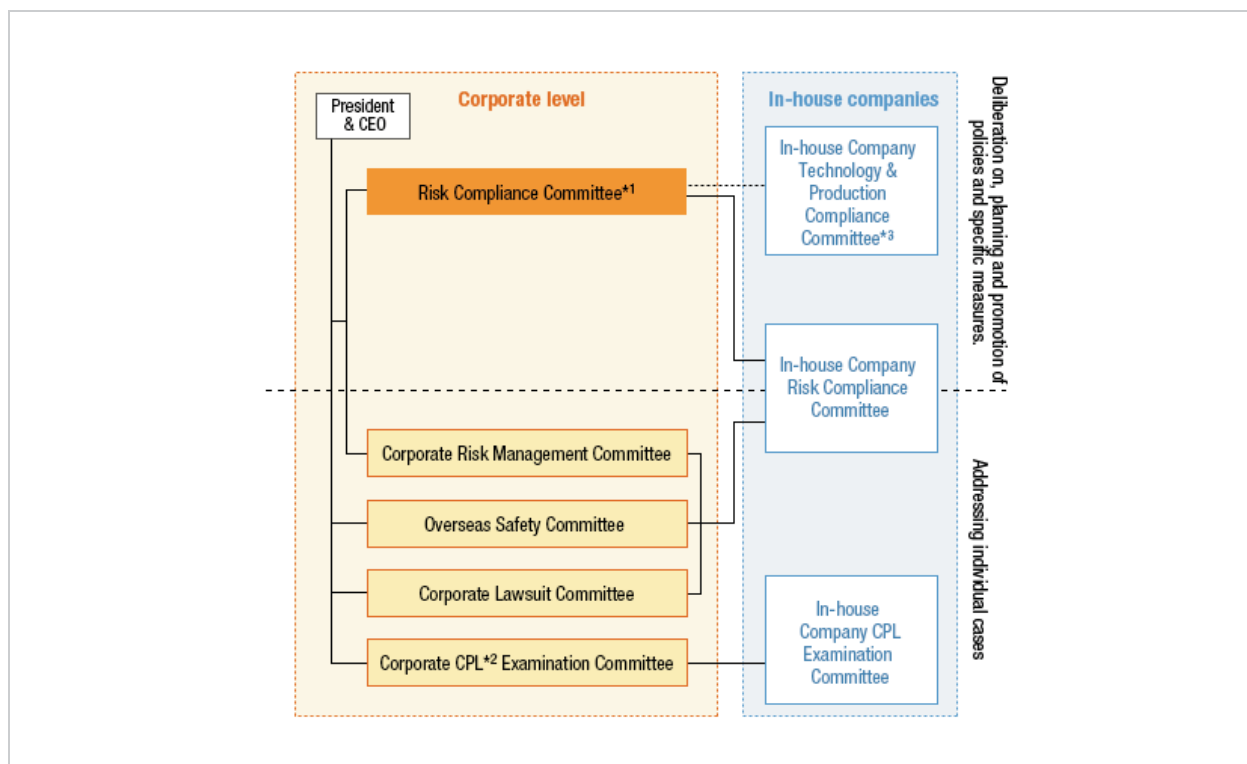 Corporate level
President
& CEO
Risk Compliance Committee*1
Corporate Risk Management Committee
Overseas Safety Committee
Corporate Lawsuit Committee
Corporate CPL*2 Examination Committee
In-house companies
In-house Company
Technology &
Production
Compliance
Committee*3
In-house Company
Risk Compliance
Committee
In-house
Company CPL
Examination
Committee
Deliberation on, planning and promotion of
policies and specific measures.
Addressing individual cases